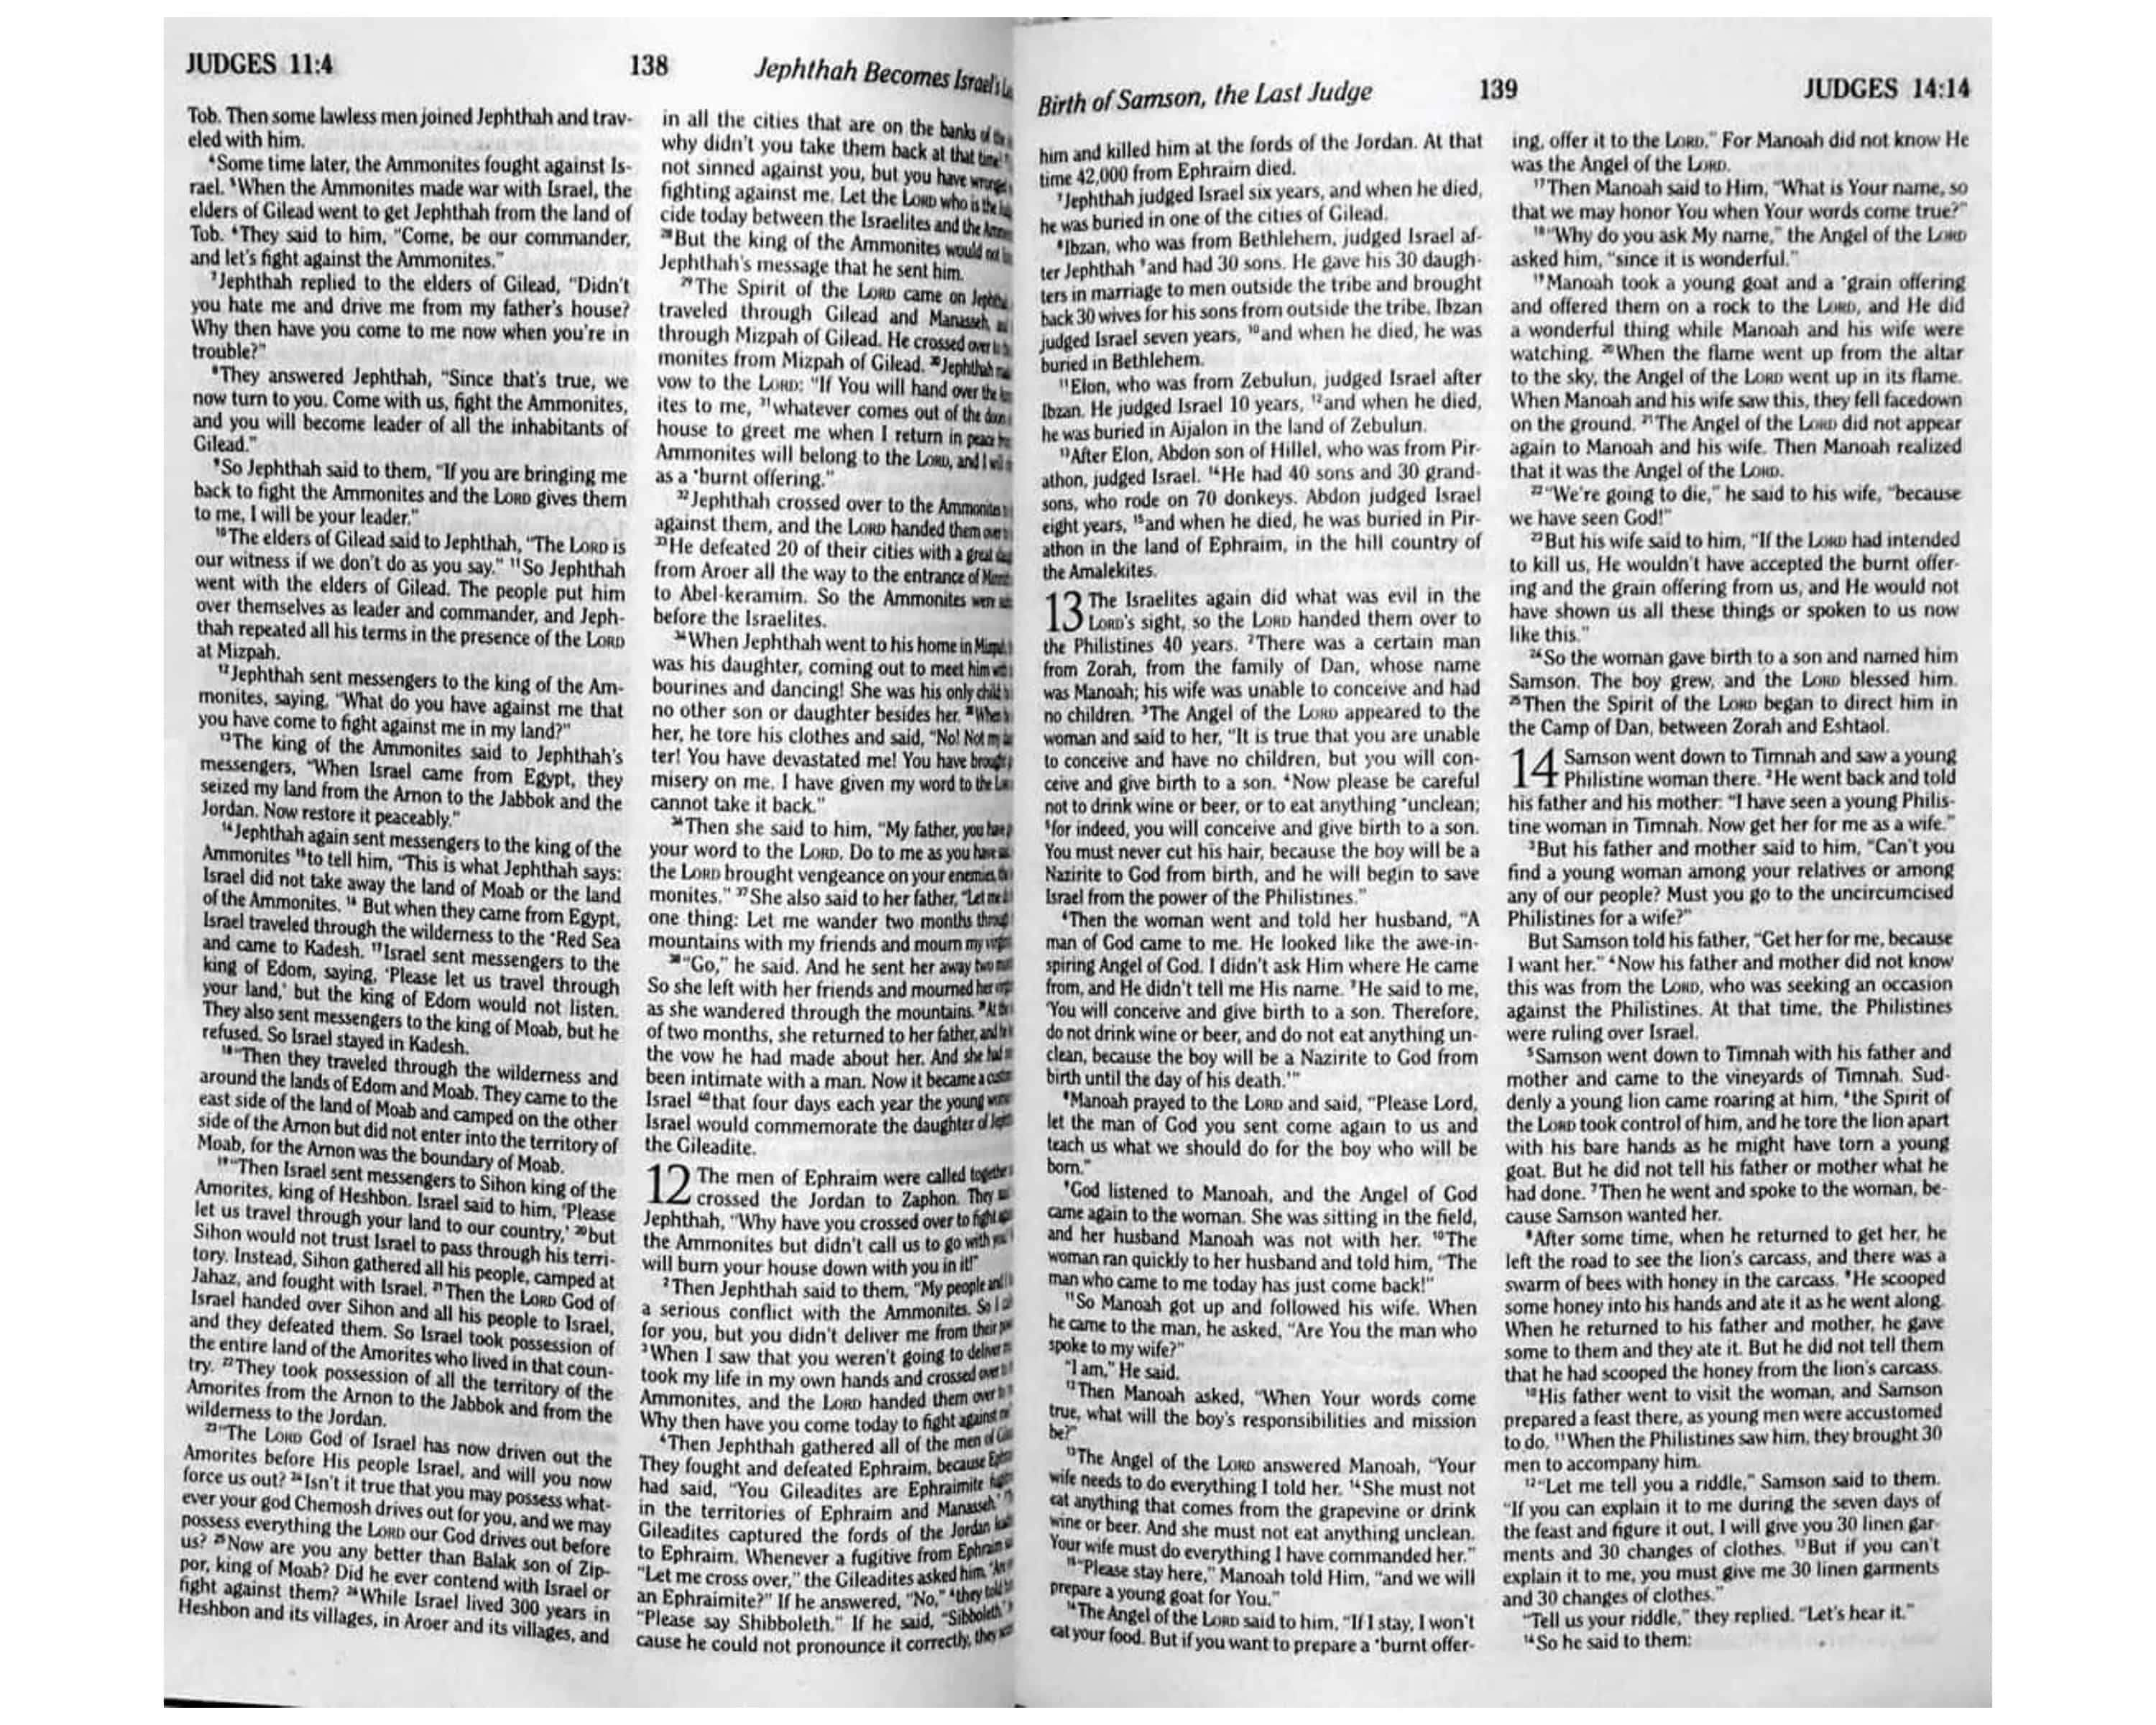 JUDGES 11:4
138
Jephthah Becomes Israel's
Tob. Then some lawless men joined Jephthah and trav-
eled with him.
⁴Some time later, the Ammonites fought against Is-
rael. ⁵When the Ammonites made war with Israel, the
elders of Gilead went to get Jephthah from the land of
Tob. ⁶They said to him, "Come, be our commander,
and let's fight against the Ammonites."
⁷Jephthah replied to the elders of Gilead, "Didn't
you hate me and drive me from my father's house?
Why then have you come to me now when you're in
trouble?"
⁸They answered Jephthah, "Since that's true, we
now turn to you. Come with us, fight the Ammonites,
and you will become leader of all the inhabitants of
Gilead."
⁹So Jephthah said to them, "If you are bringing me
back to fight the Ammonites and the LORD gives them
to me, I will be your leader."
¹⁰The elders of Gilead said to Jephthah, "The LORD is
our witness if we don't do as you say." ¹¹So Jephthah
went with the elders of Gilead. The people put him
over themselves as leader and commander, and Jeph-
thah repeated all his terms in the presence of the LORD
at Mizpah.
¹²Jephthah sent messengers to the king of the Am-
monites, saying, "What do you have against me that
you have come to fight against me in my land?"
¹³The king of the Ammonites said to Jephthah's
messengers, "When Israel came from Egypt, they
seized my land from the Arnon to the Jabbok and the
Jordan. Now restore it peaceably."
¹⁴Jephthah again sent messengers to the king of the
Ammonites ¹⁵to tell him, "This is what Jephthah says:
Israel did not take away the land of Moab or the land
of the Ammonites. ¹⁶ But when they came from Egypt,
Israel traveled through the wilderness to the *Red Sea
and came to Kadesh. ¹⁷Israel sent messengers to the
king of Edom, saying, 'Please let us travel through
your land,' but the king of Edom would not listen.
They also sent messengers to the king of Moab, but he
refused. So Israel stayed in Kadesh.
¹⁸"Then they traveled through the wilderness and
around the lands of Edom and Moab. They came to the
east side of the land of Moab and camped on the other
side of the Arnon but did not enter into the territory of
Moab, for the Arnon was the boundary of Moab.
¹⁹"Then Israel sent messengers to Sihon king of the
Amorites, king of Heshbon. Israel said to him, 'Please
let us travel through your land to our country,' ²⁰but
Sihon would not trust Israel to pass through his terri-
tory. Instead, Sihon gathered all his people, camped at
Jahaz, and fought with Israel. ²¹Then the LORD God of
Israel handed over Sihon and all his people to Israel,
and they defeated them. So Israel took possession of
the entire land of the Amorites who lived in that coun-
try. ²²They took possession of all the territory of the
Amorites from the Arnon to the Jabbok and from the
wilderness to the Jordan.
²³"The LORD God of Israel has now driven out the
Amorites before His people Israel, and will you now
force us out? ²⁴Isn't it true that you may possess what-
ever your god Chemosh drives out for you, and we may
possess everything the LORD our God drives out before
us? ²⁵Now are you any better than Balak son of Zip-
por, king of Moab? Did he ever contend with Israel or
fight against them? ²⁶While Israel lived 300 years in
Heshbon and its villages, in Aroer and its villages, and
in all the cities that are on the banks of the
why didn't you take them back at that time
not sinned against you, but you have
fighting against me. Let the LORD who is the
cide today between the Israelites and the
²⁸But the king of the Ammonites would not
Jephthah's message that he sent him.
²⁹The Spirit of the LORD came on
traveled through Gilead and Manasseh,
through Mizpah of Gilead. He crossed over
monites from Mizpah of Gilead. ³⁰Jephthah
vow to the LORD: "If You will hand over the
ites to me, ³¹whatever comes out of the
house to greet me when I return in peace
Ammonites will belong to the LORD, and I
as a *burnt offering."
³²Jephthah crossed over to the Ammonites
against them, and the LORD handed them over
³³He defeated 20 of their cities with a great
from Aroer all the way to the entrance of
to Abel-keramim. So the Ammonites were
before the Israelites.
³⁴When Jephthah went to his home in
was his daughter, coming out to meet him
bourines and dancing! She was his only child
no other son or daughter besides her. ³⁵When
her, he tore his clothes and said, "No! Not my
ter! You have devastated me! You have brought
misery on me. I have given my word to the
cannot take it back."
³⁶Then she said to him, "My father, you have
your word to the LORD. Do to me as you have
the LORD brought vengeance on your enemies,
monites." ³⁷She also said to her father, "Let me
one thing: Let me wander two months
mountains with my friends and mourn my
³⁸"Go," he said. And he sent her away two
So she left with her friends and mourned her
as she wandered through the mountains. ³⁹At
of two months, she returned to her father, and
the vow he had made about her. And she had
been intimate with a man. Now it became a
Israel ⁴⁰that four days each year the young
Israel would commemorate the daughter of
the Gileadite.
12 The men of Ephraim were called together
crossed the Jordan to Zaphon. They
Jephthah, "Why have you crossed over to fight
the Ammonites but didn't call us to go with
will burn your house down with you in it!"
²Then Jephthah said to them, "My people and I
a serious conflict with the Ammonites. So I
for you, but you didn't deliver me from their
³When I saw that you weren't going to deliver
took my life in my own hands and crossed over
Ammonites, and the LORD handed them over
Why then have you come today to fight against
⁴Then Jephthah gathered all of the men of
They fought and defeated Ephraim, because
had said, "You Gileadites are Ephraimite
in the territories of Ephraim and Manasseh."
Gileadites captured the fords of the Jordan
to Ephraim. Whenever a fugitive from Ephraim
"Let me cross over," the Gileadites asked him,
an Ephraimite?" If he answered, "No," ⁶they told
"Please say Shibboleth." If he said, "Sibboleth,"
cause he could not pronounce it correctly, they
Birth of Samson, the Last Judge
139
JUDGES 14:14
him and killed him at the fords of the Jordan. At that
time 42,000 from Ephraim died.
⁷Jephthah judged Israel six years, and when he died,
he was buried in one of the cities of Gilead.
⁸Ibzan, who was from Bethlehem, judged Israel af-
ter Jephthah ⁹and had 30 sons. He gave his 30 daugh-
ters in marriage to men outside the tribe and brought
back 30 wives for his sons from outside the tribe. Ibzan
judged Israel seven years, ¹⁰and when he died, he was
buried in Bethlehem.
¹¹Elon, who was from Zebulun, judged Israel after
Ibzan. He judged Israel 10 years, ¹²and when he died,
he was buried in Aijalon in the land of Zebulun.
¹³After Elon, Abdon son of Hillel, who was from Pir-
athon, judged Israel. ¹⁴He had 40 sons and 30 grand-
sons, who rode on 70 donkeys. Abdon judged Israel
eight years, ¹⁵and when he died, he was buried in Pir-
athon in the land of Ephraim, in the hill country of
the Amalekites.
13 The Israelites again did what was evil in the
LORD's sight, so the LORD handed them over to
the Philistines 40 years. ²There was a certain man
from Zorah, from the family of Dan, whose name
was Manoah; his wife was unable to conceive and had
no children. ³The Angel of the LORD appeared to the
woman and said to her, "It is true that you are unable
to conceive and have no children, but you will con-
ceive and give birth to a son. ⁴Now please be careful
not to drink wine or beer, or to eat anything *unclean;
⁵for indeed, you will conceive and give birth to a son.
You must never cut his hair, because the boy will be a
Nazirite to God from birth, and he will begin to save
Israel from the power of the Philistines."
⁶Then the woman went and told her husband, "A
man of God came to me. He looked like the awe-in-
spiring Angel of God. I didn't ask Him where He came
from, and He didn't tell me His name. ⁷He said to me,
'You will conceive and give birth to a son. Therefore,
do not drink wine or beer, and do not eat anything un-
clean, because the boy will be a Nazirite to God from
birth until the day of his death.'"
⁸Manoah prayed to the LORD and said, "Please Lord,
let the man of God you sent come again to us and
teach us what we should do for the boy who will be
born."
⁹God listened to Manoah, and the Angel of God
came again to the woman. She was sitting in the field,
and her husband Manoah was not with her. ¹⁰The
woman ran quickly to her husband and told him, "The
man who came to me today has just come back!"
¹¹So Manoah got up and followed his wife. When
he came to the man, he asked, "Are You the man who
spoke to my wife?"
"I am," He said.
¹²Then Manoah asked, "When Your words come
true, what will the boy's responsibilities and mission
be?"
¹³The Angel of the LORD answered Manoah, "Your
wife needs to do everything I told her. ¹⁴She must not
eat anything that comes from the grapevine or drink
wine or beer. And she must not eat anything unclean.
Your wife must do everything I have commanded her."
¹⁵"Please stay here," Manoah told Him, "and we will
prepare a young goat for You."
¹⁶The Angel of the LORD said to him, "If I stay, I won't
eat your food. But if you want to prepare a *burnt offer-
ing, offer it to the LORD." For Manoah did not know He
was the Angel of the LORD.
¹⁷Then Manoah said to Him, "What is Your name, so
that we may honor You when Your words come true?"
¹⁸"Why do you ask My name," the Angel of the LORD
asked him, "since it is wonderful."
¹⁹Manoah took a young goat and a *grain offering
and offered them on a rock to the LORD, and He did
a wonderful thing while Manoah and his wife were
watching. ²⁰When the flame went up from the altar
to the sky, the Angel of the LORD went up in its flame.
When Manoah and his wife saw this, they fell facedown
on the ground. ²¹The Angel of the LORD did not appear
again to Manoah and his wife. Then Manoah realized
that it was the Angel of the LORD.
²²"We're going to die," he said to his wife, "because
we have seen God!"
²³But his wife said to him, "If the LORD had intended
to kill us, He wouldn't have accepted the burnt offer-
ing and the grain offering from us, and He would not
have shown us all these things or spoken to us now
like this."
²⁴So the woman gave birth to a son and named him
Samson. The boy grew, and the LORD blessed him.
²⁵Then the Spirit of the LORD began to direct him in
the Camp of Dan, between Zorah and Eshtaol.
14 Samson went down to Timnah and saw a young
Philistine woman there. ²He went back and told
his father and his mother: "I have seen a young Philis-
tine woman in Timnah. Now get her for me as a wife."
³But his father and mother said to him, "Can't you
find a young woman among your relatives or among
any of our people? Must you go to the uncircumcised
Philistines for a wife?"
But Samson told his father, "Get her for me, because
I want her." ⁴Now his father and mother did not know
this was from the LORD, who was seeking an occasion
against the Philistines. At that time, the Philistines
were ruling over Israel.
⁵Samson went down to Timnah with his father and
mother and came to the vineyards of Timnah. Sud-
denly a young lion came roaring at him, ⁶the Spirit of
the LORD took control of him, and he tore the lion apart
with his bare hands as he might have torn a young
goat. But he did not tell his father or mother what he
had done. ⁷Then he went and spoke to the woman, be-
cause Samson wanted her.
⁸After some time, when he returned to get her, he
left the road to see the lion's carcass, and there was a
swarm of bees with honey in the carcass. ⁹He scooped
some honey into his hands and ate it as he went along.
When he returned to his father and mother, he gave
some to them and they ate it. But he did not tell them
that he had scooped the honey from the lion's carcass.
¹⁰His father went to visit the woman, and Samson
prepared a feast there, as young men were accustomed
to do. ¹¹When the Philistines saw him, they brought 30
men to accompany him.
¹²"Let me tell you a riddle," Samson said to them.
"If you can explain it to me during the seven days of
the feast and figure it out, I will give you 30 linen gar-
ments and 30 changes of clothes. ¹³But if you can't
explain it to me, you must give me 30 linen garments
and 30 changes of clothes."
"Tell us your riddle," they replied. "Let's hear it."
¹⁴So he said to them: